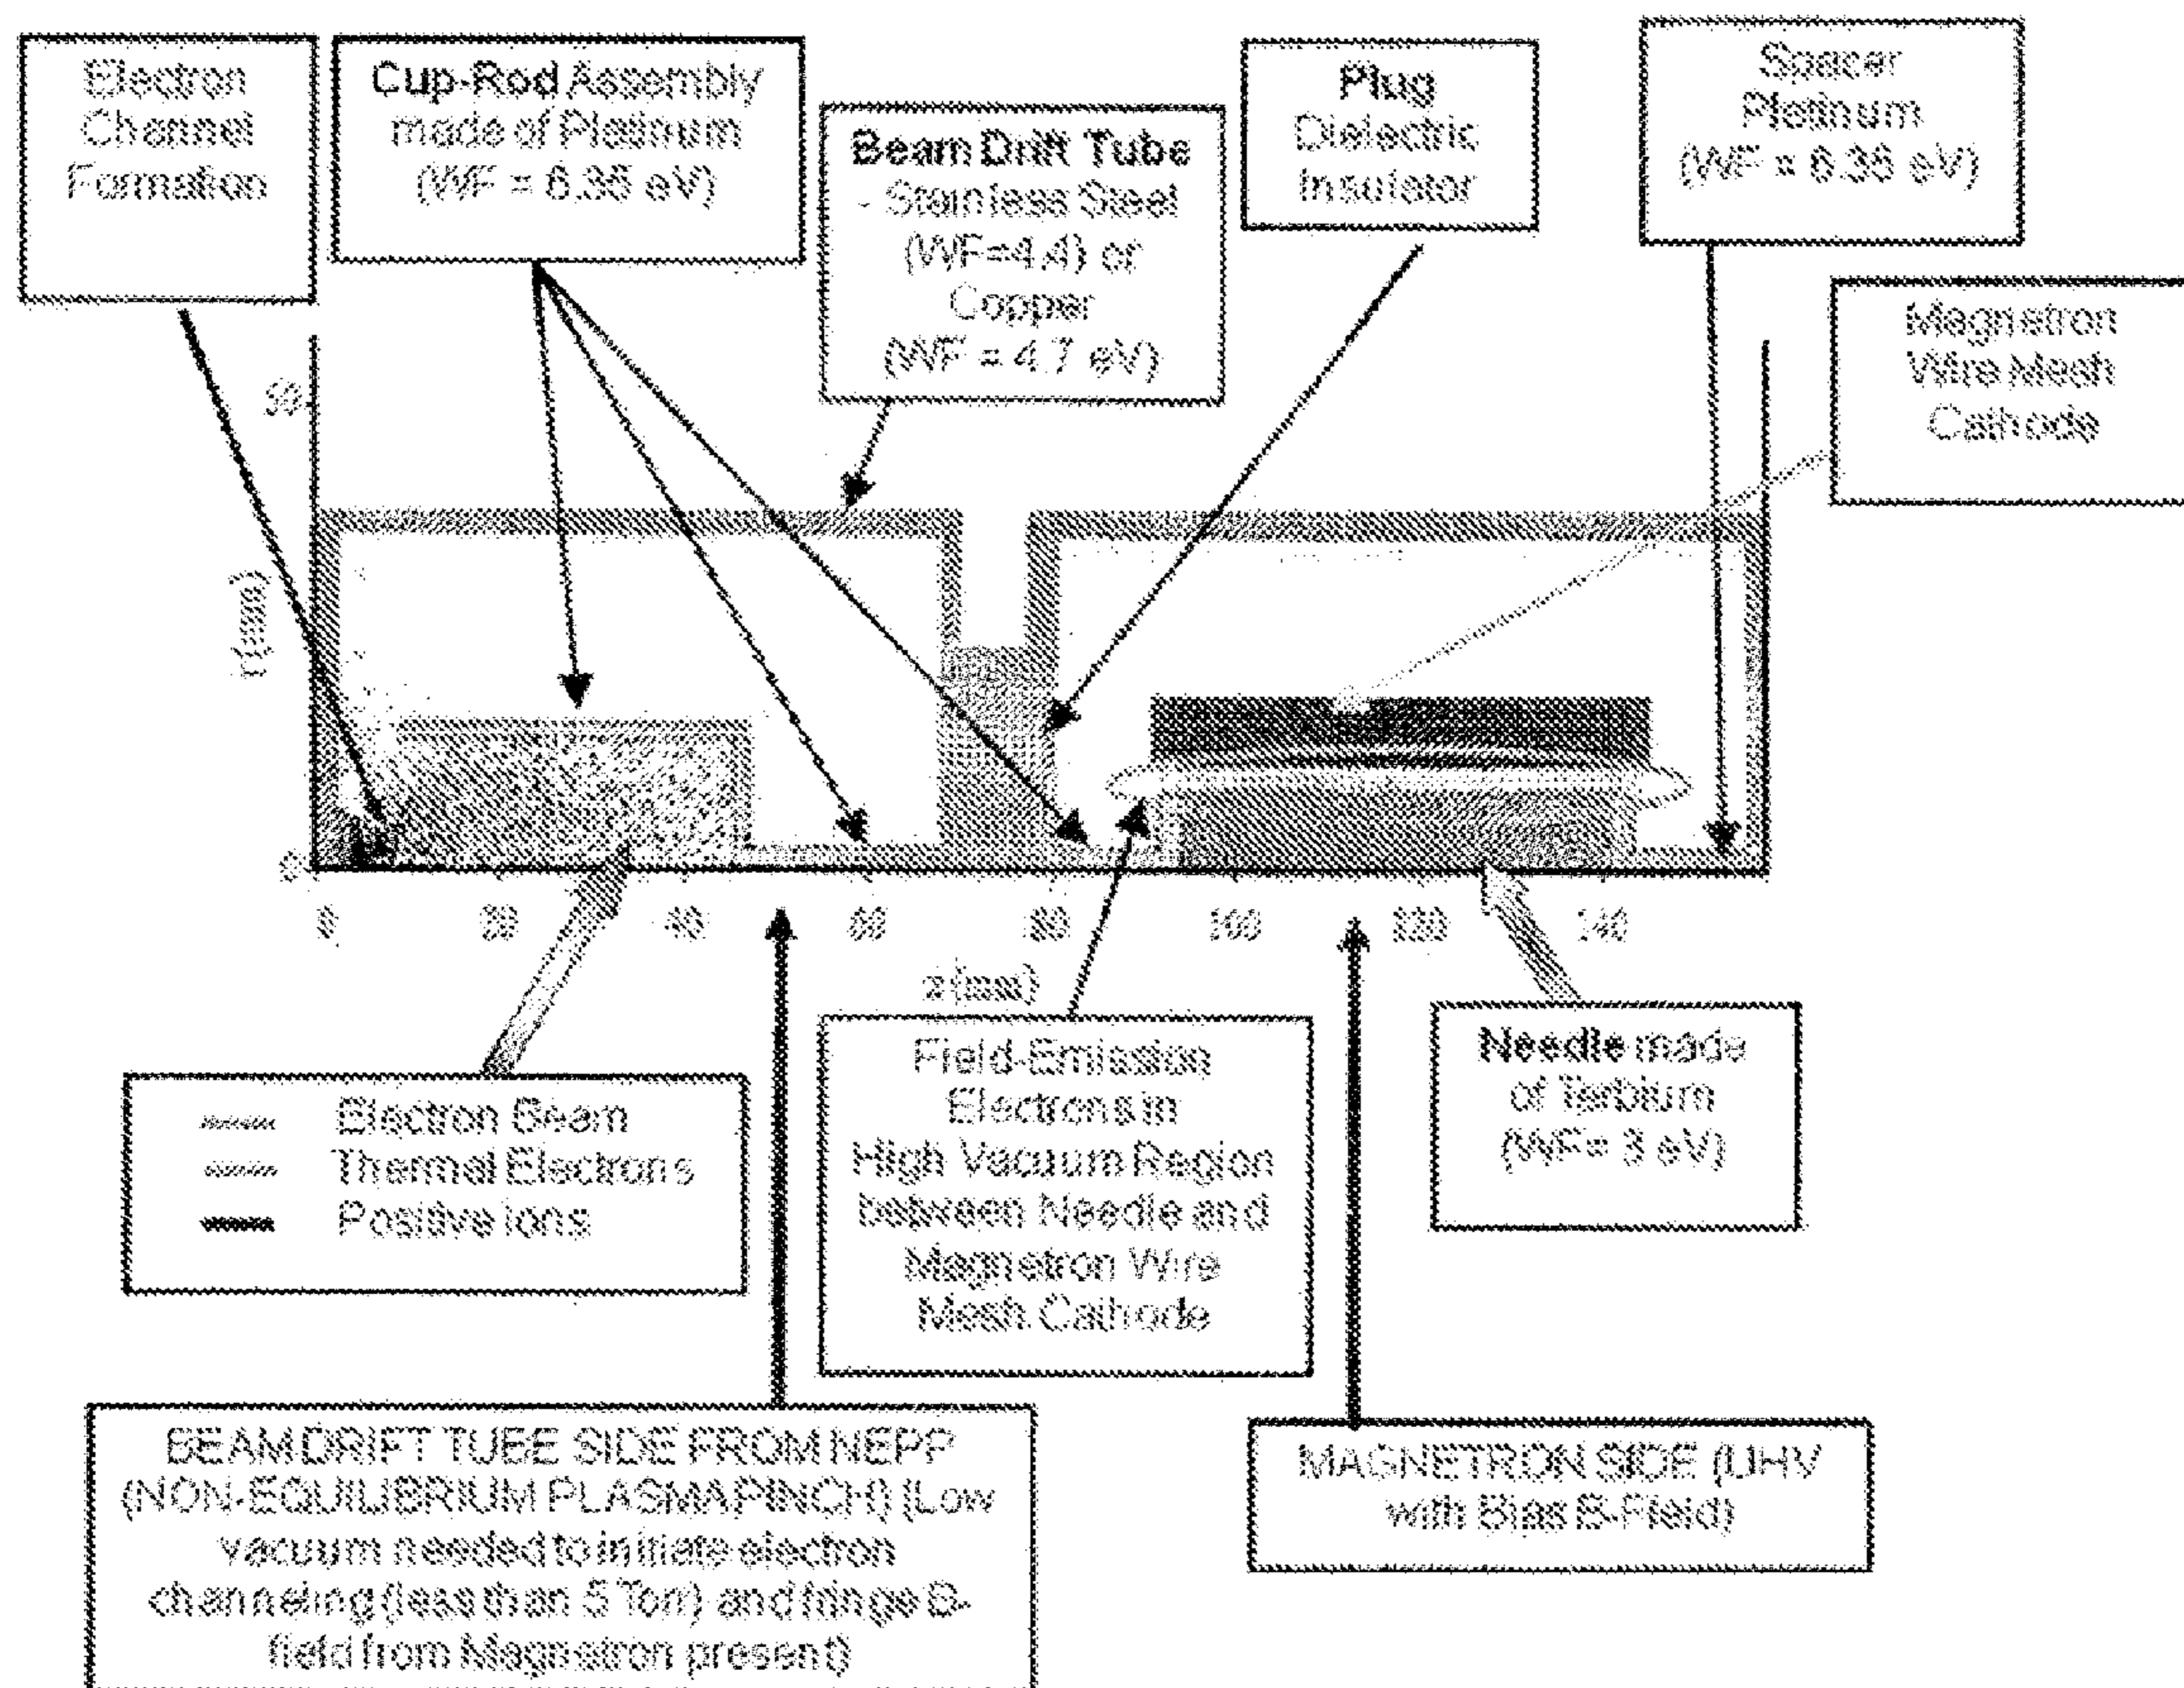 Electron
Channel
Formation
Cup-Rod Assembly
made of Platinum
(WF = 6.35 eV)
Beam Drift Tube
- Stainless Steel
(WF=4.4) or
Copper
(WF = 4.7 eV)
Plug
Dielectric
Insulator
Spacer
Platinum
(WF = 6.35 eV)
Magnetron
Wire Mesh
Cathode
50
r (mm)
0
0 20 40 60 80 100 120 140
z (mm)
Electron Beam
Thermal Electrons
Positive ions
Field-Emission
Electrons in
High Vacuum Region
between Needle and
Magnetron Wire
Mesh Cathode
Needle made
of Terbium
(WF= 3 eV)
BEAM DRIFT TUBE SIDE FROM NEPP
(NON-EQUILIBRIUM PLASMA PINCH) (Low
vacuum needed to initiate electron
channeling (less than .5 Torr) and fringe B-
field from Magnetron present)
MAGNETRON SIDE (UHV
with Bias B-Field)